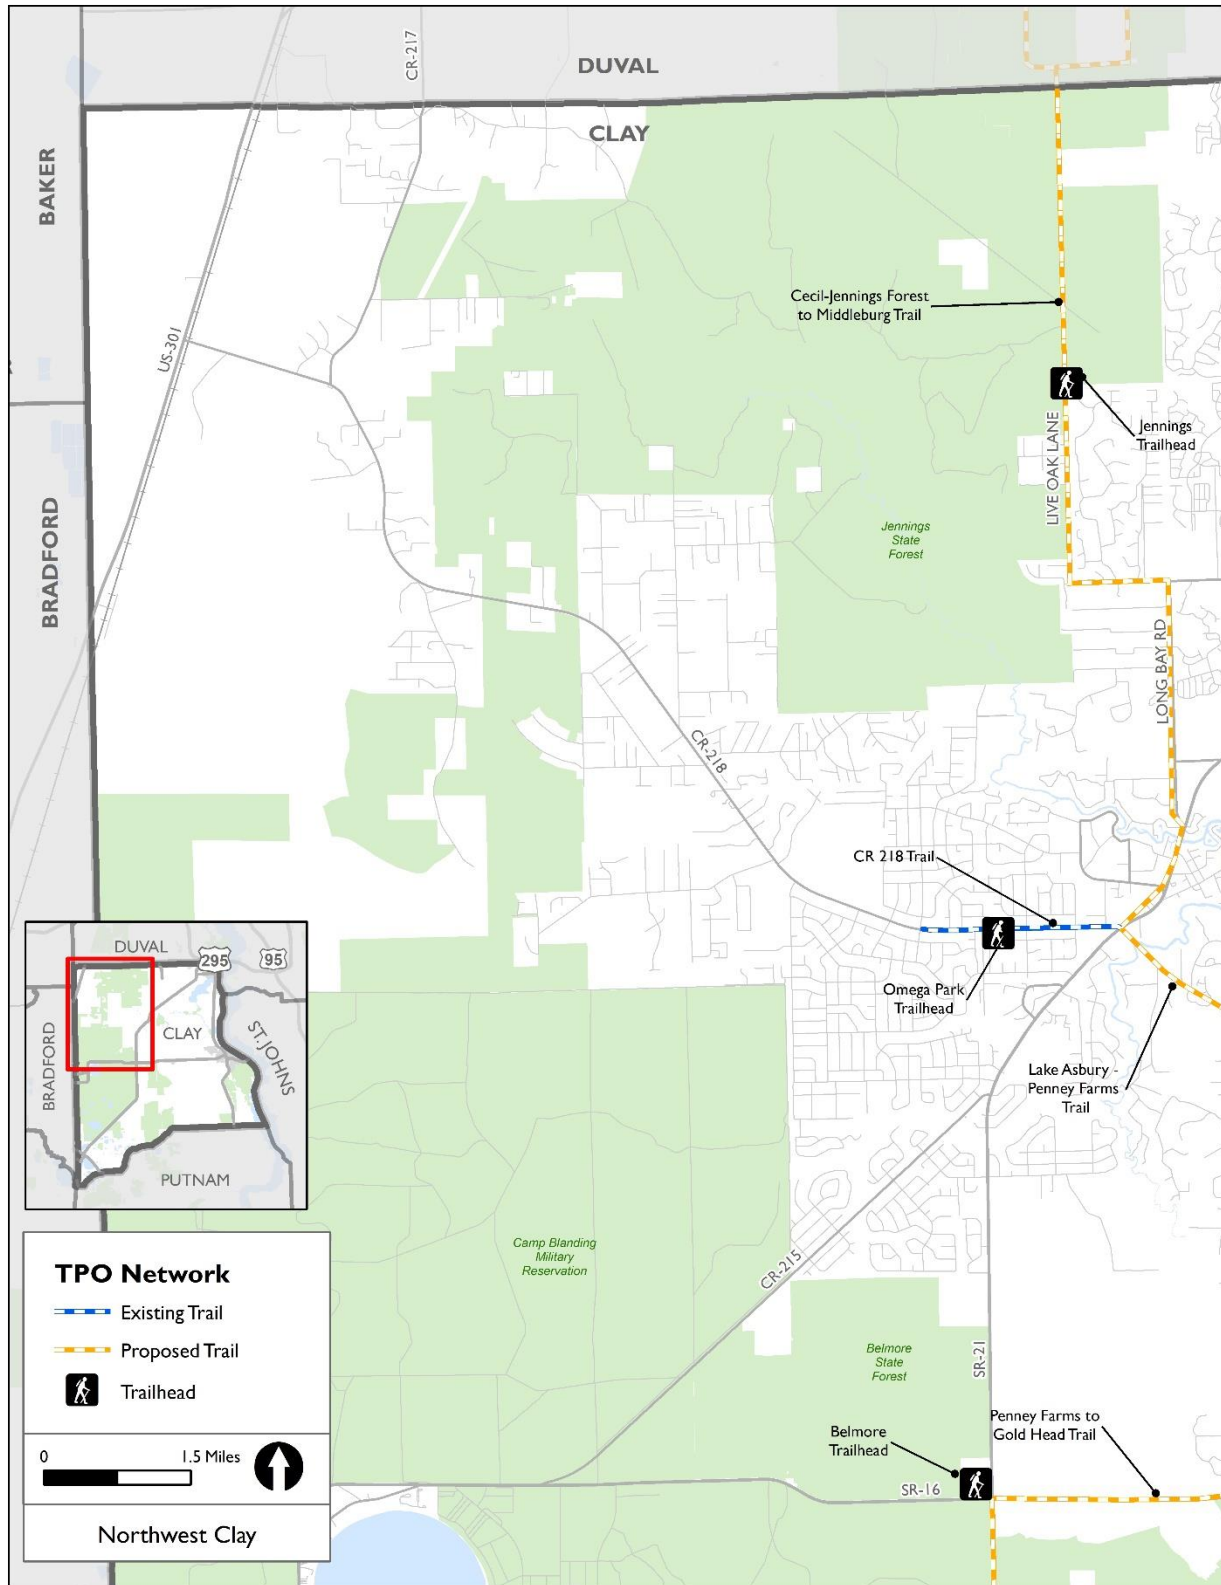 CR-217
DUVAL
CLAY
BAKER
US-301
Cecil-Jennings Forest
to Middleburg Trail
Jennings
Trailhead
LIVE OAK LANE
BRADFORD
Jennings
State
Forest
LONG BAY RD
CR-218
CR 218 Trail
Omega Park
Trailhead
Lake Asbury -
Penney Farms
Trail
DUVAL
295
95
CLAY
BRADFORD
ST. JOHNS
PUTNAM
Camp Blanding
Military
Reservation
CR-215
Belmore
State
Forest
SR-21
Belmore
Trailhead
Penney Farms to
Gold Head Trail
SR-16
TPO Network
Existing Trail
Proposed Trail
Trailhead
0 1.5 Miles
Northwest Clay